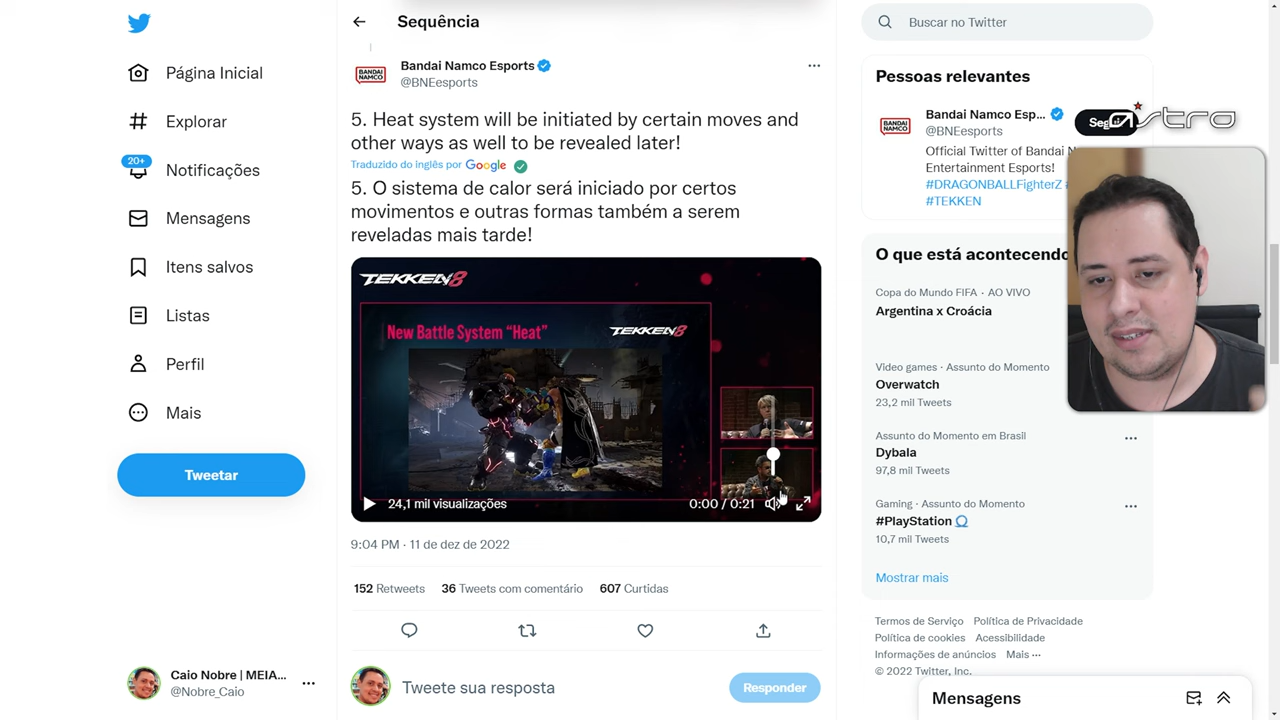 Página Inicial
Explorar
20+
Notificações
Mensagens
Itens salvos
Listas
Perfil
Mais
Tweetar
Caio Nobre | MEIA...
@Nobre_Caio
Sequência
BANDAI
NAMCO
Bandai Namco Esports
@BNEesports
5. Heat system will be initiated by certain moves and
other ways as well to be revealed later!
Traduzido do inglês por Google
5. O sistema de calor será iniciado por certos
movimentos e outras formas também a serem
reveladas mais tarde!
TEKKEN 8
New Battle System “Heat”
TEKKEN 8
24,1 mil visualizações
0:00 / 0:21
9:04 PM · 11 de dez de 2022
152 Retweets 36 Tweets com comentário 607 Curtidas
Tweete sua resposta
Responder
Buscar no Twitter
Pessoas relevantes
BANDAI
NAMCO
Bandai Namco Esp...
@BNEesports
astro
Official Twitter of Bandai N
Entertainment Esports!
#DRAGONBALLFighterZ
#TEKKEN
O que está acontecendo
Copa do Mundo FIFA · AO VIVO
Argentina x Croácia
Video games · Assunto do Momento
Overwatch
23,2 mil Tweets
Assunto do Momento em Brasil
Dybala
97,8 mil Tweets
Gaming · Assunto do Momento
#PlayStation
10,7 mil Tweets
Mostrar mais
Termos de Serviço Política de Privacidade
Política de cookies Acessibilidade
Informações de anúncios Mais ···
© 2022 Twitter, Inc.
Mensagens